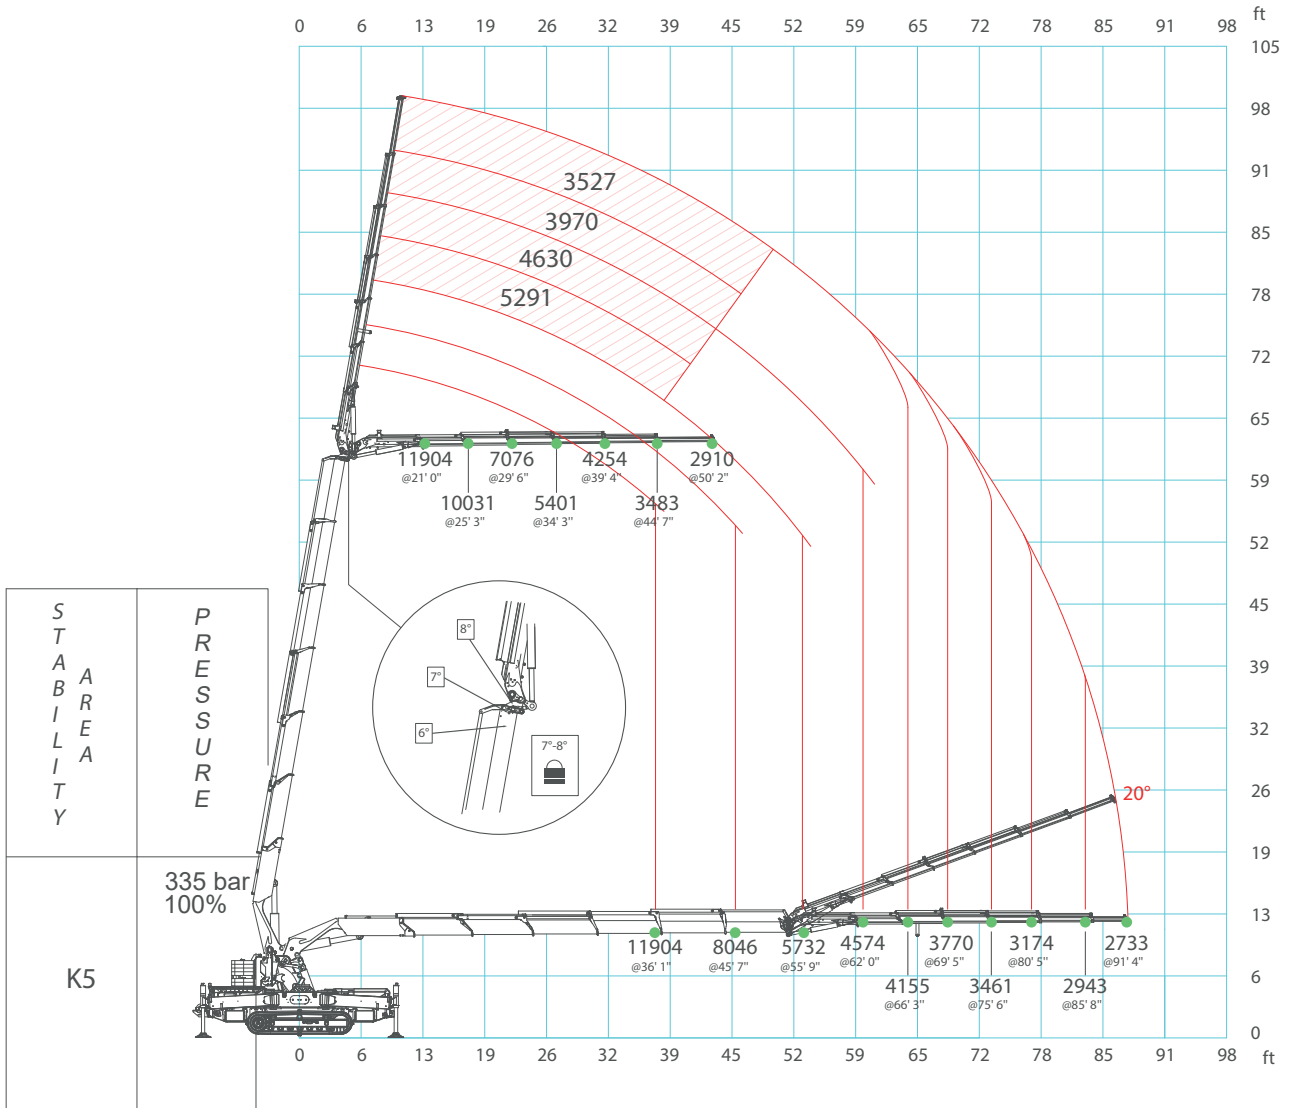 ft
0 6 13 19 26 32 39 45 52 59 65 72 78 85 91 98
105
98
91
85
78
72
65
59
52
45
39
32
26
19
13
6
0
3527
3970
4630
5291
11904 7076 4254 2910
@21' 0" @29' 6" @39' 4" @50' 2"
10031 5401 3483
@25' 3" @34' 3" @44' 7"
8°
7°
6°
7°-8°
20°
STABILITY
AREA
PRESSURE
335 bar
100%
K5
11904 8046 5732 4574 3770 3174 2733
@36' 1" @45' 7" @55' 9" @62' 0" @69' 5" @80' 5" @91' 4"
4155 3461 2943
@66' 3" @75' 6" @85' 8"
0 6 13 19 26 32 39 45 52 59 65 72 78 85 91 98
ft